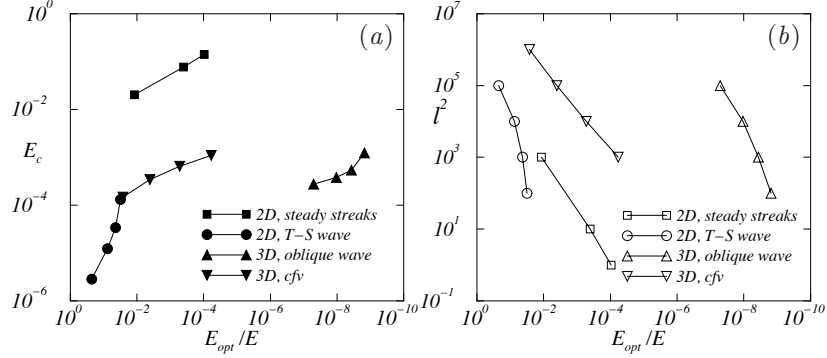 10^0
10^-2
10^-4
10^-6
E_c
(a)
2D, steady streaks
2D, T-S wave
3D, oblique wave
3D, cfv
10^0 10^-2 10^-4 10^-6 10^-8 10^-10
E_opt/E
10^7
10^5
10^3
10^1
10^-1
l^2
(b)
2D, steady streaks
2D, T-S wave
3D, oblique wave
3D, cfv
10^0 10^-2 10^-4 10^-6 10^-8 10^-10
E_opt/E